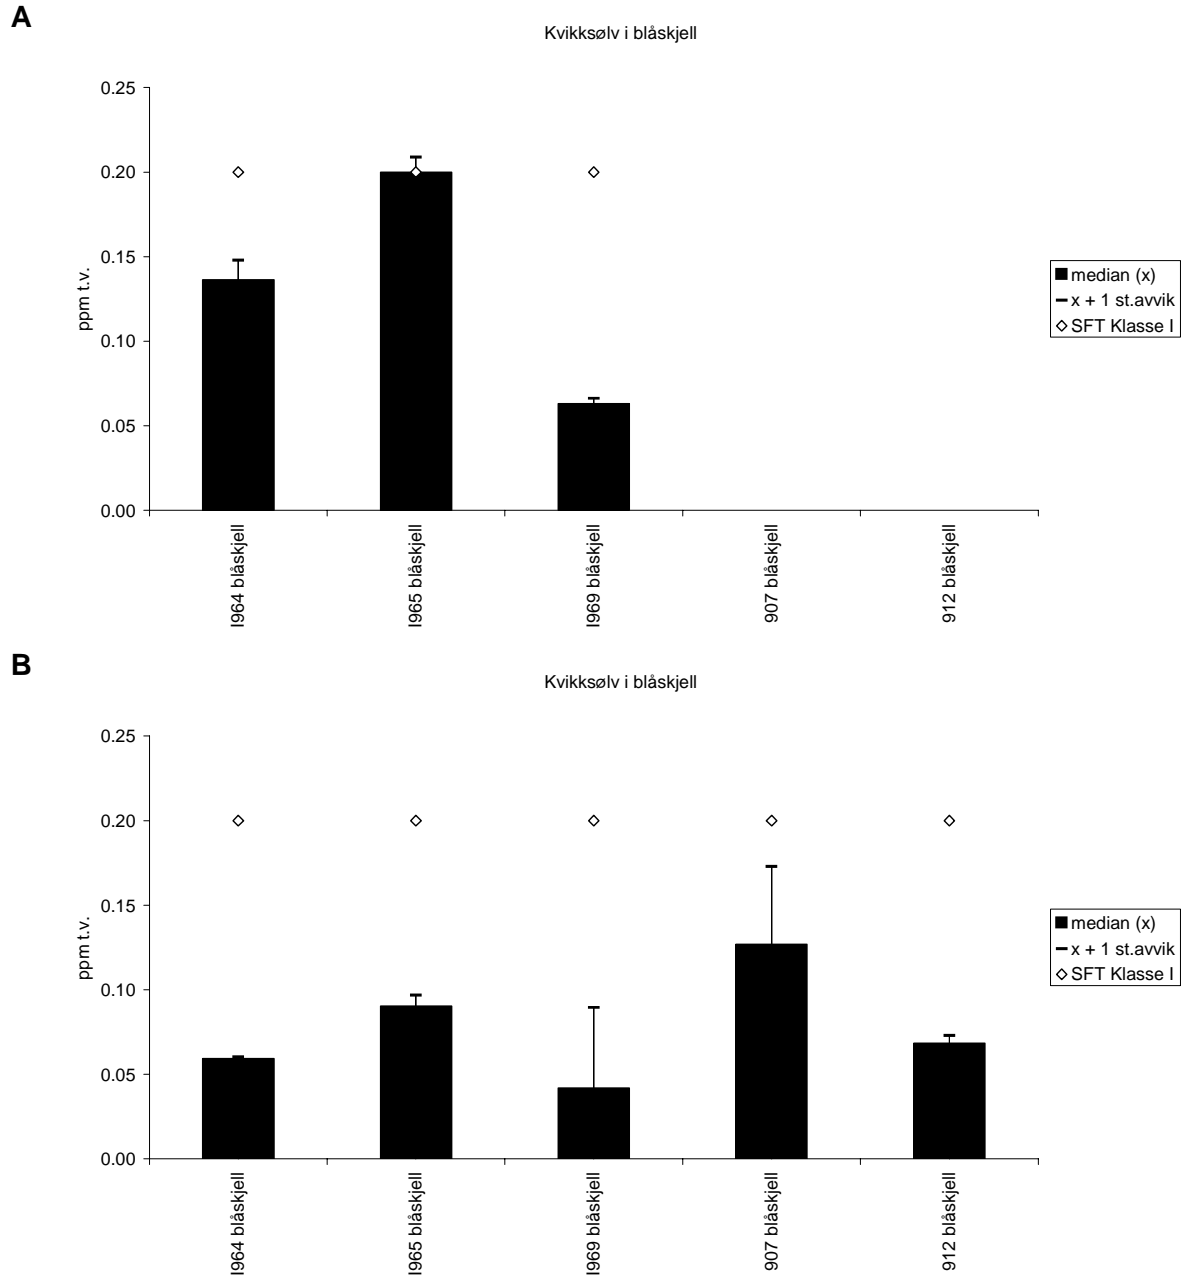 A
Kvikksølv i blåskjell
0.25
0.20
0.15
0.10
0.05
0.00
ppm t.v.
I964 blåskjell
I965 blåskjell
I969 blåskjell
907 blåskjell
912 blåskjell
median (x)
x + 1 st.avvik
SFT Klasse I
B
Kvikksølv i blåskjell
0.25
0.20
0.15
0.10
0.05
0.00
ppm t.v.
I964 blåskjell
I965 blåskjell
I969 blåskjell
907 blåskjell
912 blåskjell
median (x)
x + 1 st.avvik
SFT Klasse I